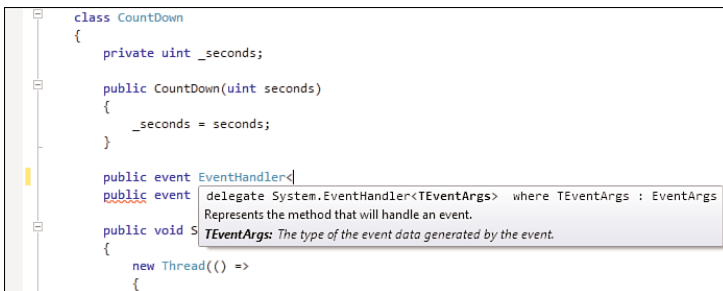 class CountDown
{
private uint _seconds;
public CountDown(uint seconds)
{
_seconds = seconds;
}
public event EventHandler<
public event
delegate System.EventHandler<TEventArgs> where TEventArgs : EventArgs
Represents the method that will handle an event.
TEventArgs: The type of the event data generated by the event.
public void S
{
new Thread(() =>
{